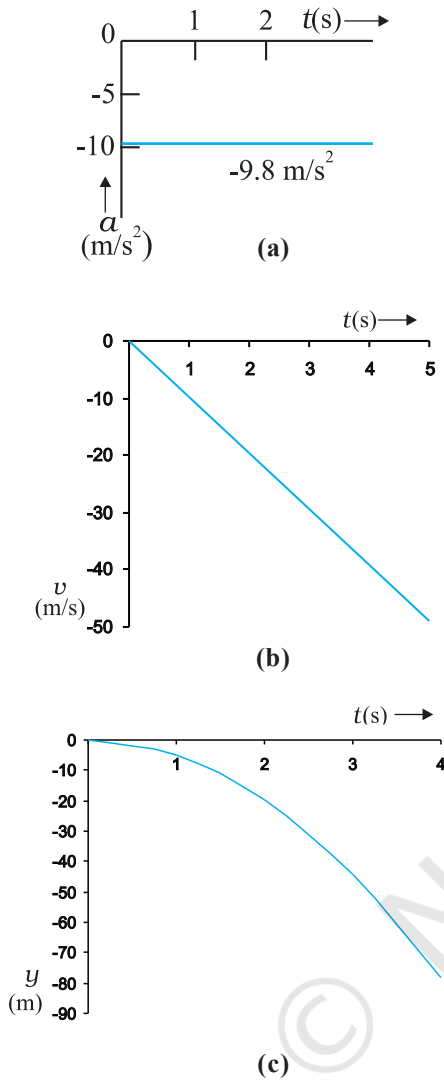 0 1 2 t(s)
-5
-10
-9.8 m/s²
a
(m/s²) (a)
t(s)
0
1 2 3 4 5
-10
-20
-30
-40
v
(m/s)
-50
(b)
t(s)
0
1 2 3 4
-10
-20
-30
-40
-50
-60
-70
-80
y
(m)
-90
(c)
© N